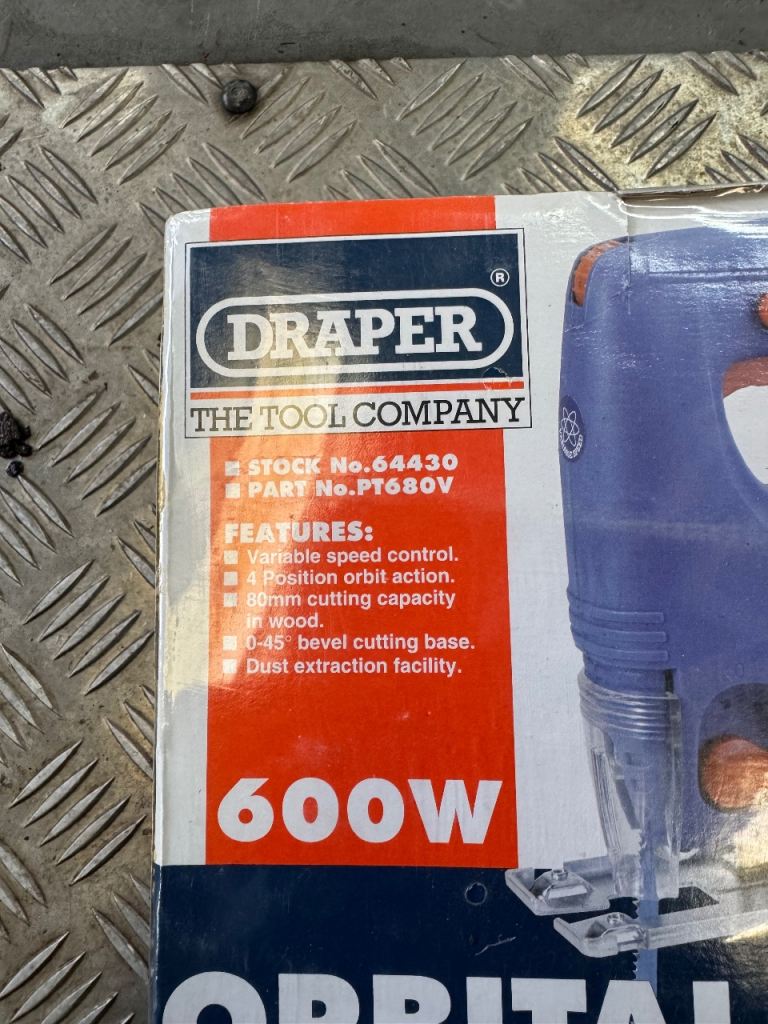 ®
DRAPER
THE TOOL COMPANY
STOCK No.64430
PART No.PT680V
FEATURES:
Variable speed control.
4 Position orbit action.
80mm cutting capacity
in wood.
0-45° bevel cutting base.
Dust extraction facility.
600W
ORBITAL